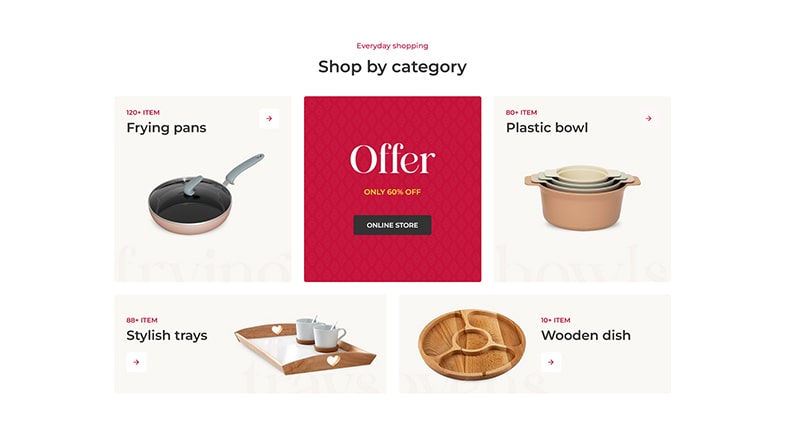 Everyday shopping
Shop by category
120+ ITEM
Frying pans
frying
Offer
ONLY 60% OFF
ONLINE STORE
80+ ITEM
Plastic bowl
bowls
88+ ITEM
Stylish trays
trays
10+ ITEM
Wooden dish
ovens